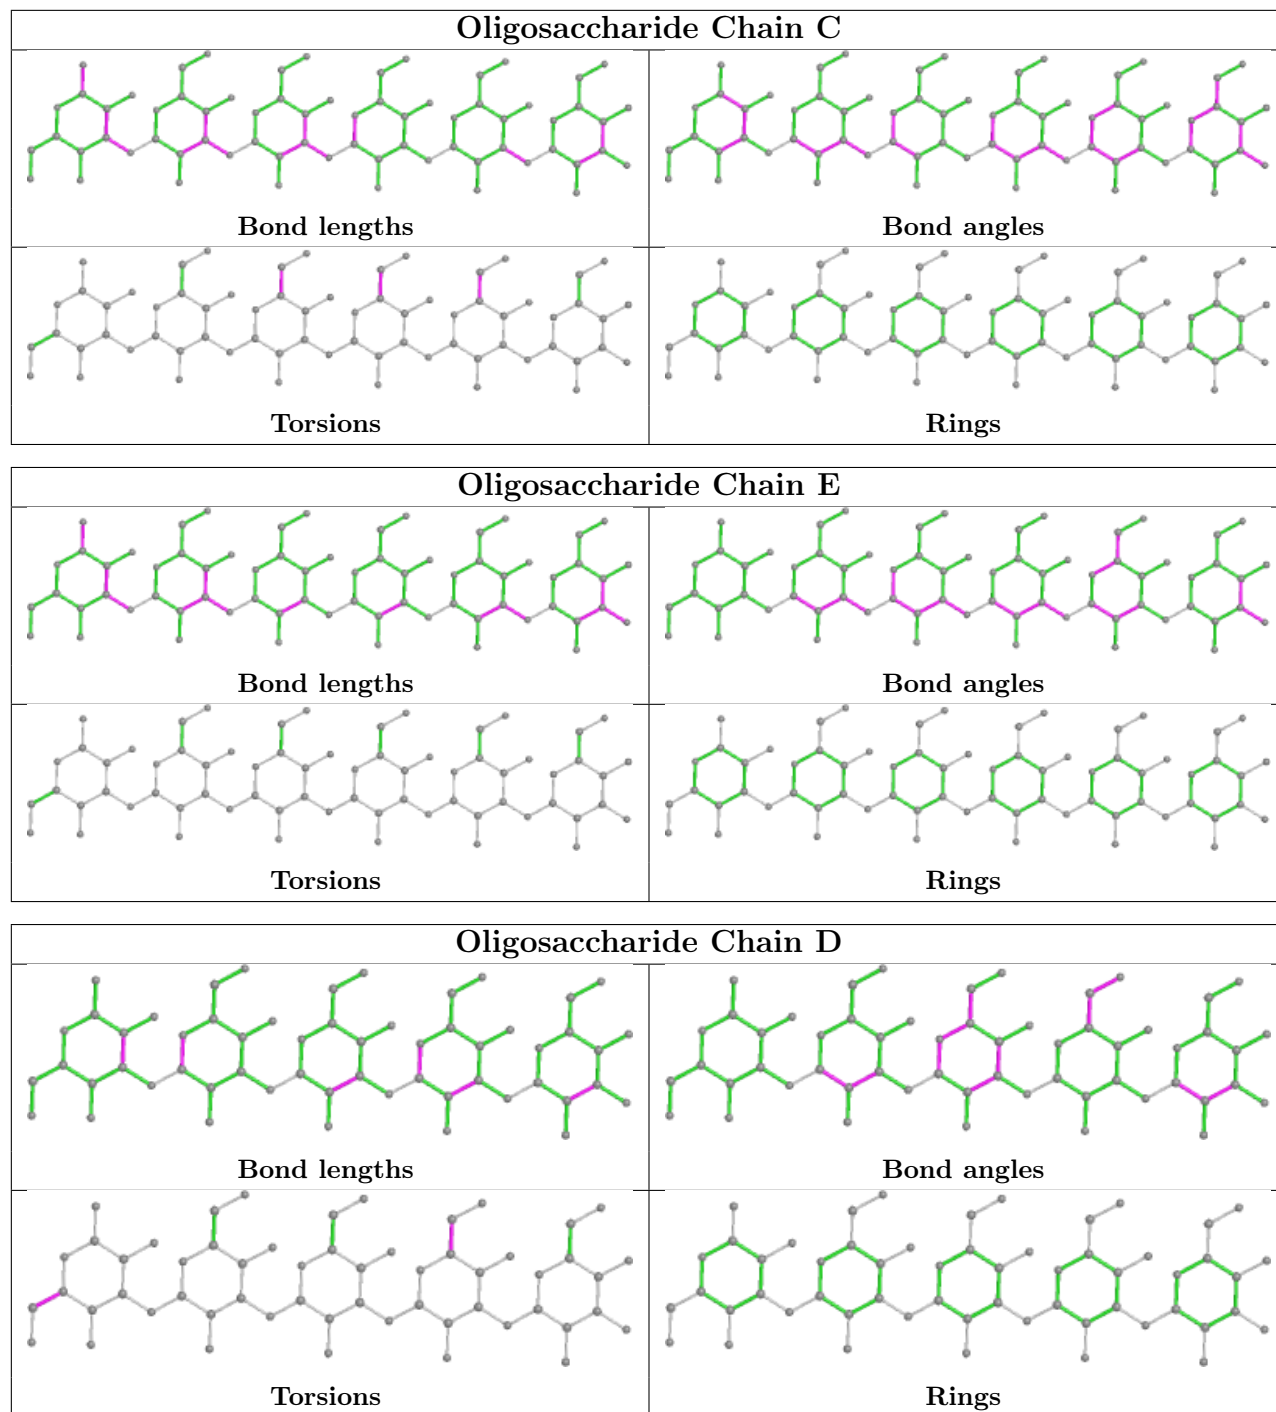 Oligosaccharide Chain C
Bond lengths
Bond angles
Torsions
Rings
Oligosaccharide Chain E
Bond lengths
Bond angles
Torsions
Rings
Oligosaccharide Chain D
Bond lengths
Bond angles
Torsions
Rings